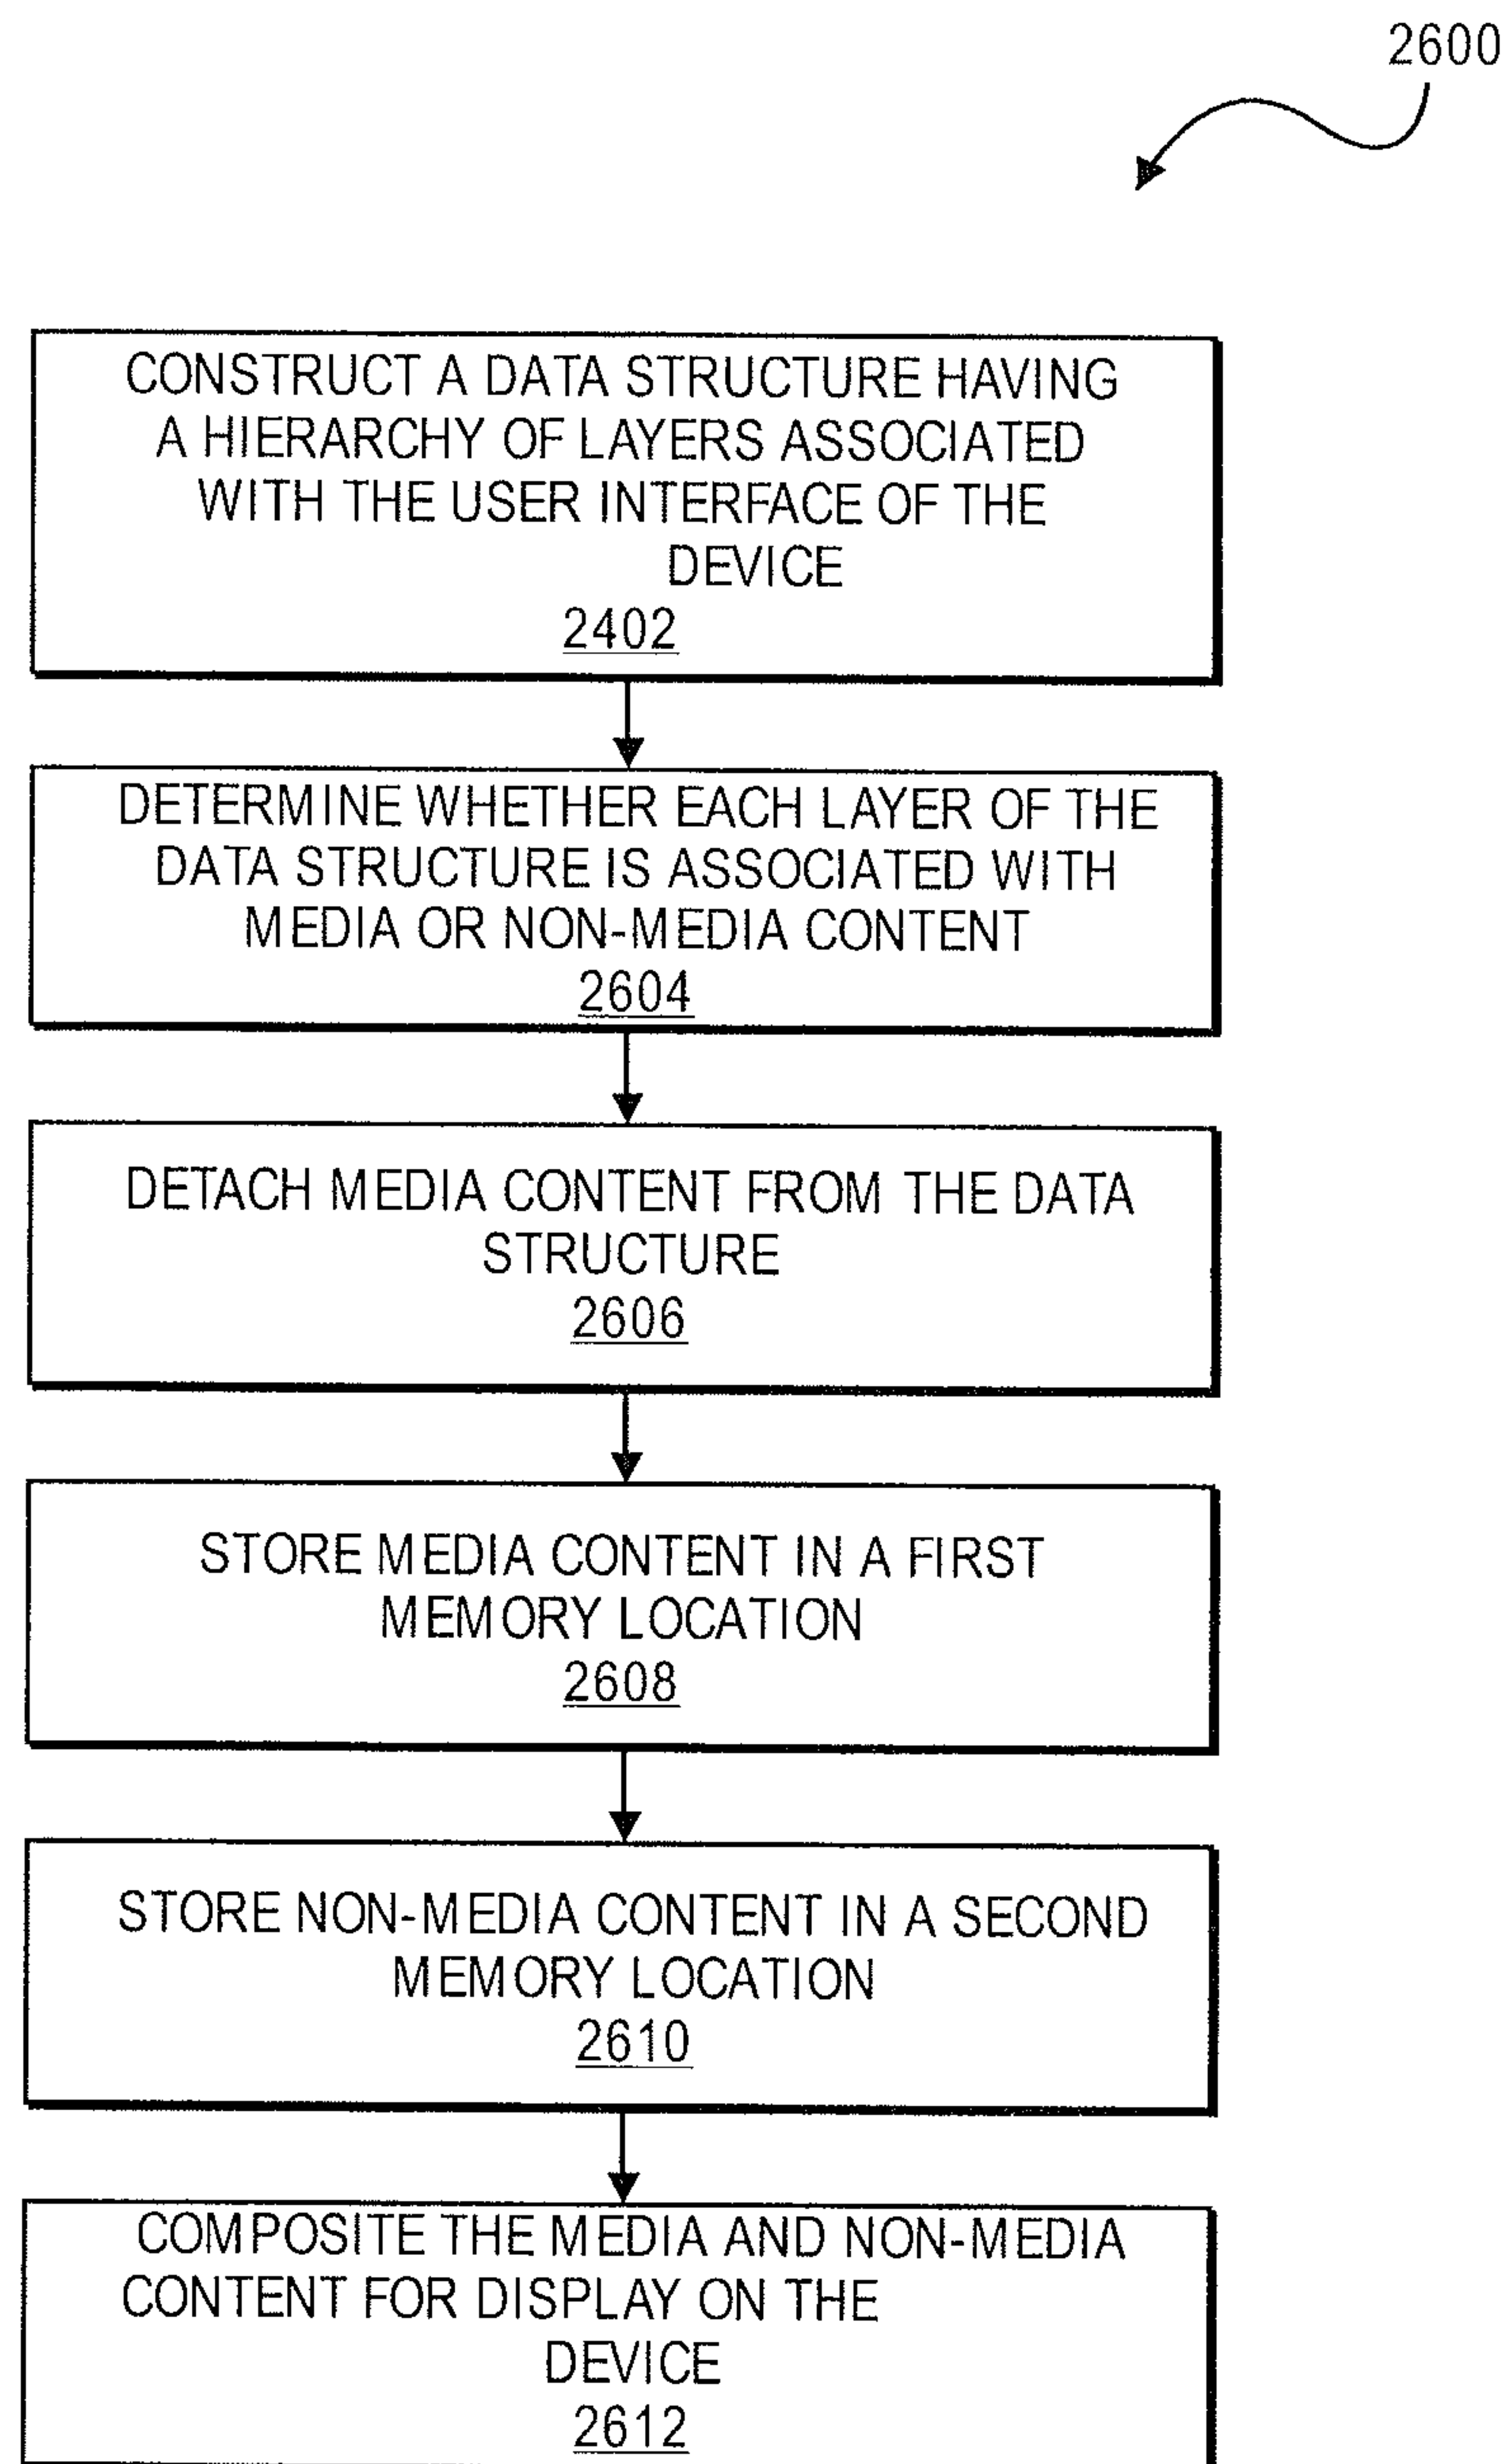 2600
CONSTRUCT A DATA STRUCTURE HAVING
A HIERARCHY OF LAYERS ASSOCIATED
WITH THE USER INTERFACE OF THE
DEVICE
2402
DETERMINE WHETHER EACH LAYER OF THE
DATA STRUCTURE IS ASSOCIATED WITH
MEDIA OR NON-MEDIA CONTENT
2604
DETACH MEDIA CONTENT FROM THE DATA
STRUCTURE
2606
STORE MEDIA CONTENT IN A FIRST
MEMORY LOCATION
2608
STORE NON-MEDIA CONTENT IN A SECOND
MEMORY LOCATION
2610
COMPOSITE THE MEDIA AND NON-MEDIA
CONTENT FOR DISPLAY ON THE
DEVICE
2612